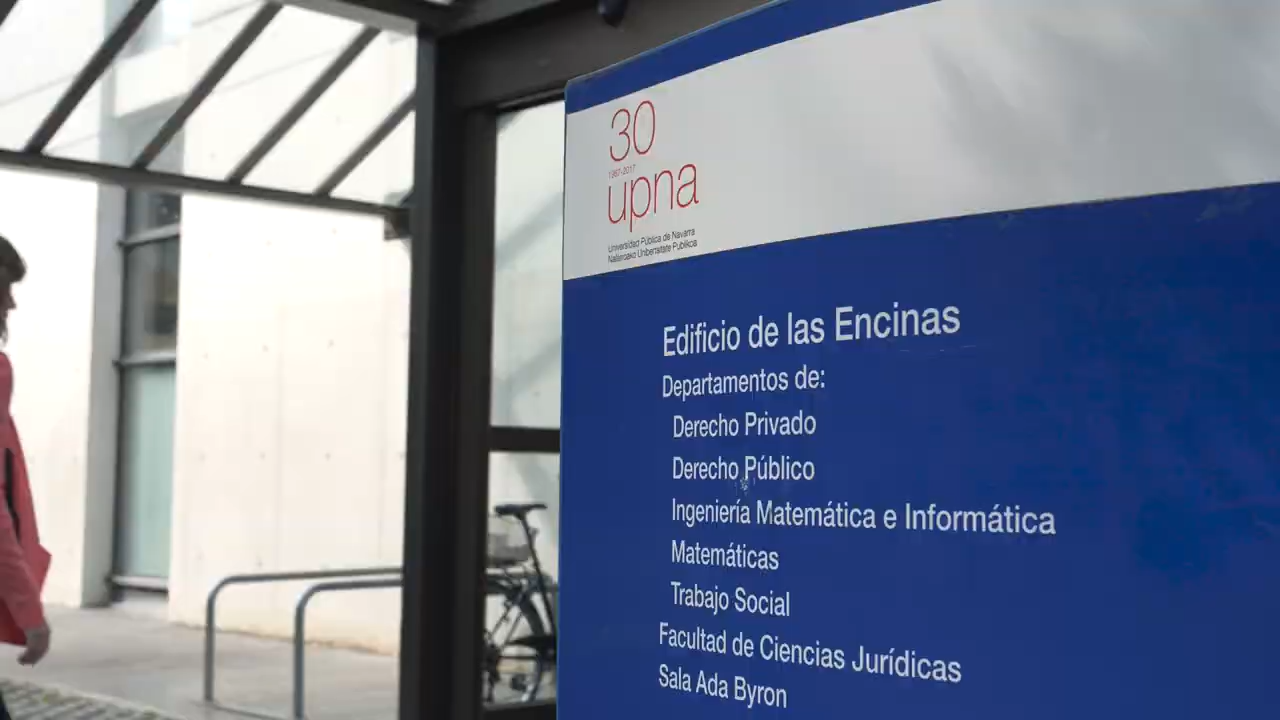 30
1987-2017
upna
Universidad Pública de Navarra
Nafarroako Unibertsitate Publikoa
Edificio de las Encinas
Departamentos de:
Derecho Privado
Derecho Público
Ingeniería Matemática e Informática
Matemáticas
Trabajo Social
Facultad de Ciencias Jurídicas
Sala Ada Byron